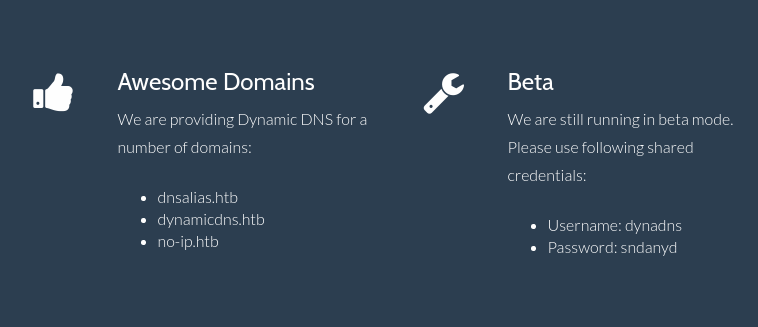 Awesome Domains
We are providing Dynamic DNS for a
number of domains:
dnsalias.htb
dynamicdns.htb
no-ip.htb
Beta
We are still running in beta mode.
Please use following shared
credentials:
Username: dynadns
Password: sndanyd